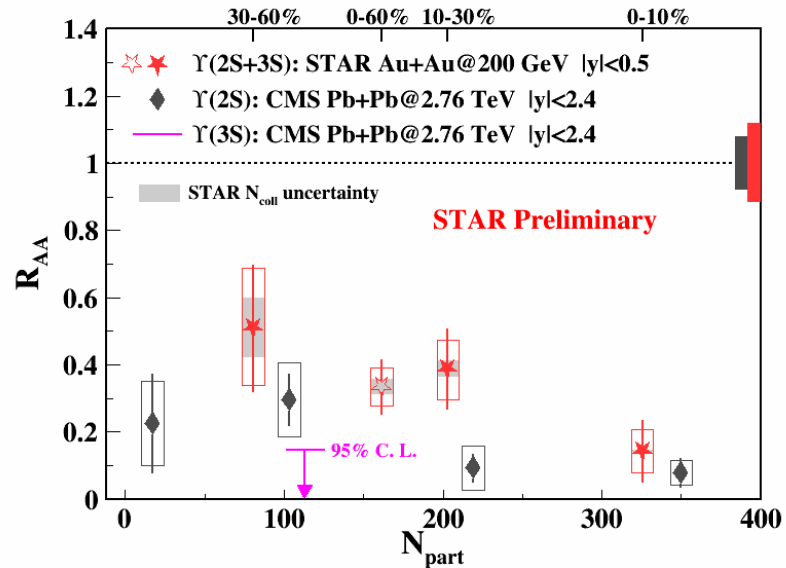 30-60% 0-60% 10-30% 0-10%
1.4
ϒ(2S+3S): STAR Au+Au@200 GeV |y|<0.5
1.2
ϒ(2S): CMS Pb+Pb@2.76 TeV |y|<2.4
ϒ(3S): CMS Pb+Pb@2.76 TeV |y|<2.4
1
STAR Ncoll uncertainty
STAR Preliminary
0.8
RAA
0.6
0.4
0.2
95% C. L.
0
0 100 200 300 400
Npart